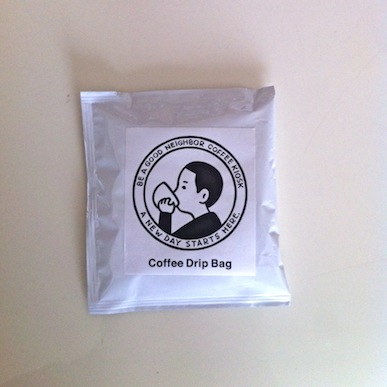 BE A GOOD NEIGHBOR COFFEE KIOSK
A NEW DAY STARTS HERE.
Coffee Drip Bag